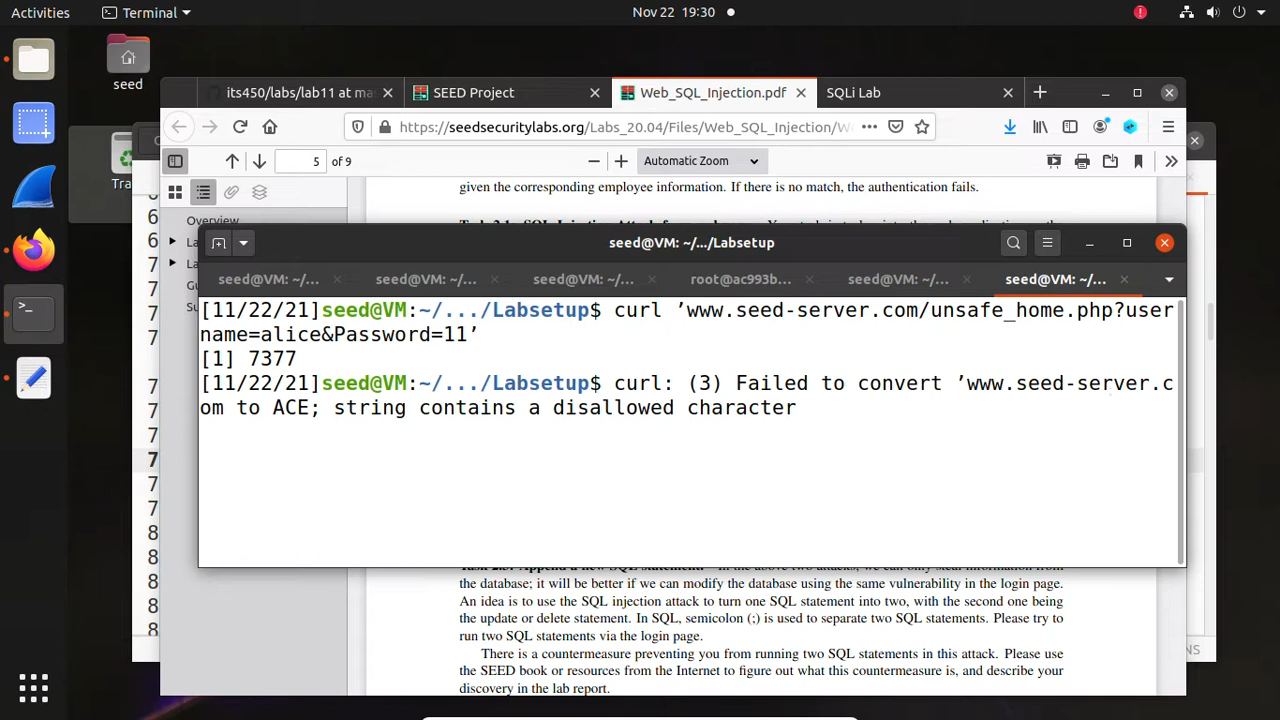 Activities
Terminal
Nov 22 19:30
seed
its450/labs/lab11 at ma
SEED Project
Web_SQL_Injection.pdf
SQLi Lab
https://seedsecuritylabs.org/Labs_20.04/Files/Web_SQL_Injection/W
5 of 9
Automatic Zoom
given the corresponding employee information. If there is no match, the authentication fails.
Overview
seed@VM: ~/.../Labsetup
seed@VM: ~/...
seed@VM: ~/...
seed@VM: ~/...
root@ac993b...
seed@VM: ~/...
seed@VM: ~/...
[11/22/21]seed@VM:~/.../Labsetup$ curl ’www.seed-server.com/unsafe_home.php?user
name=alice&Password=11’
[1] 7377
[11/22/21]seed@VM:~/.../Labsetup$ curl: (3) Failed to convert ’www.seed-server.c
om to ACE; string contains a disallowed character
the database; it will be better if we can modify the database using the same vulnerability in the login page.
An idea is to use the SQL injection attack to turn one SQL statement into two, with the second one being
the update or delete statement. In SQL, semicolon (;) is used to separate two SQL statements. Please try to
run two SQL statements via the login page.
There is a countermeasure preventing you from running two SQL statements in this attack. Please use
the SEED book or resources from the Internet to figure out what this countermeasure is, and describe your
discovery in the lab report.